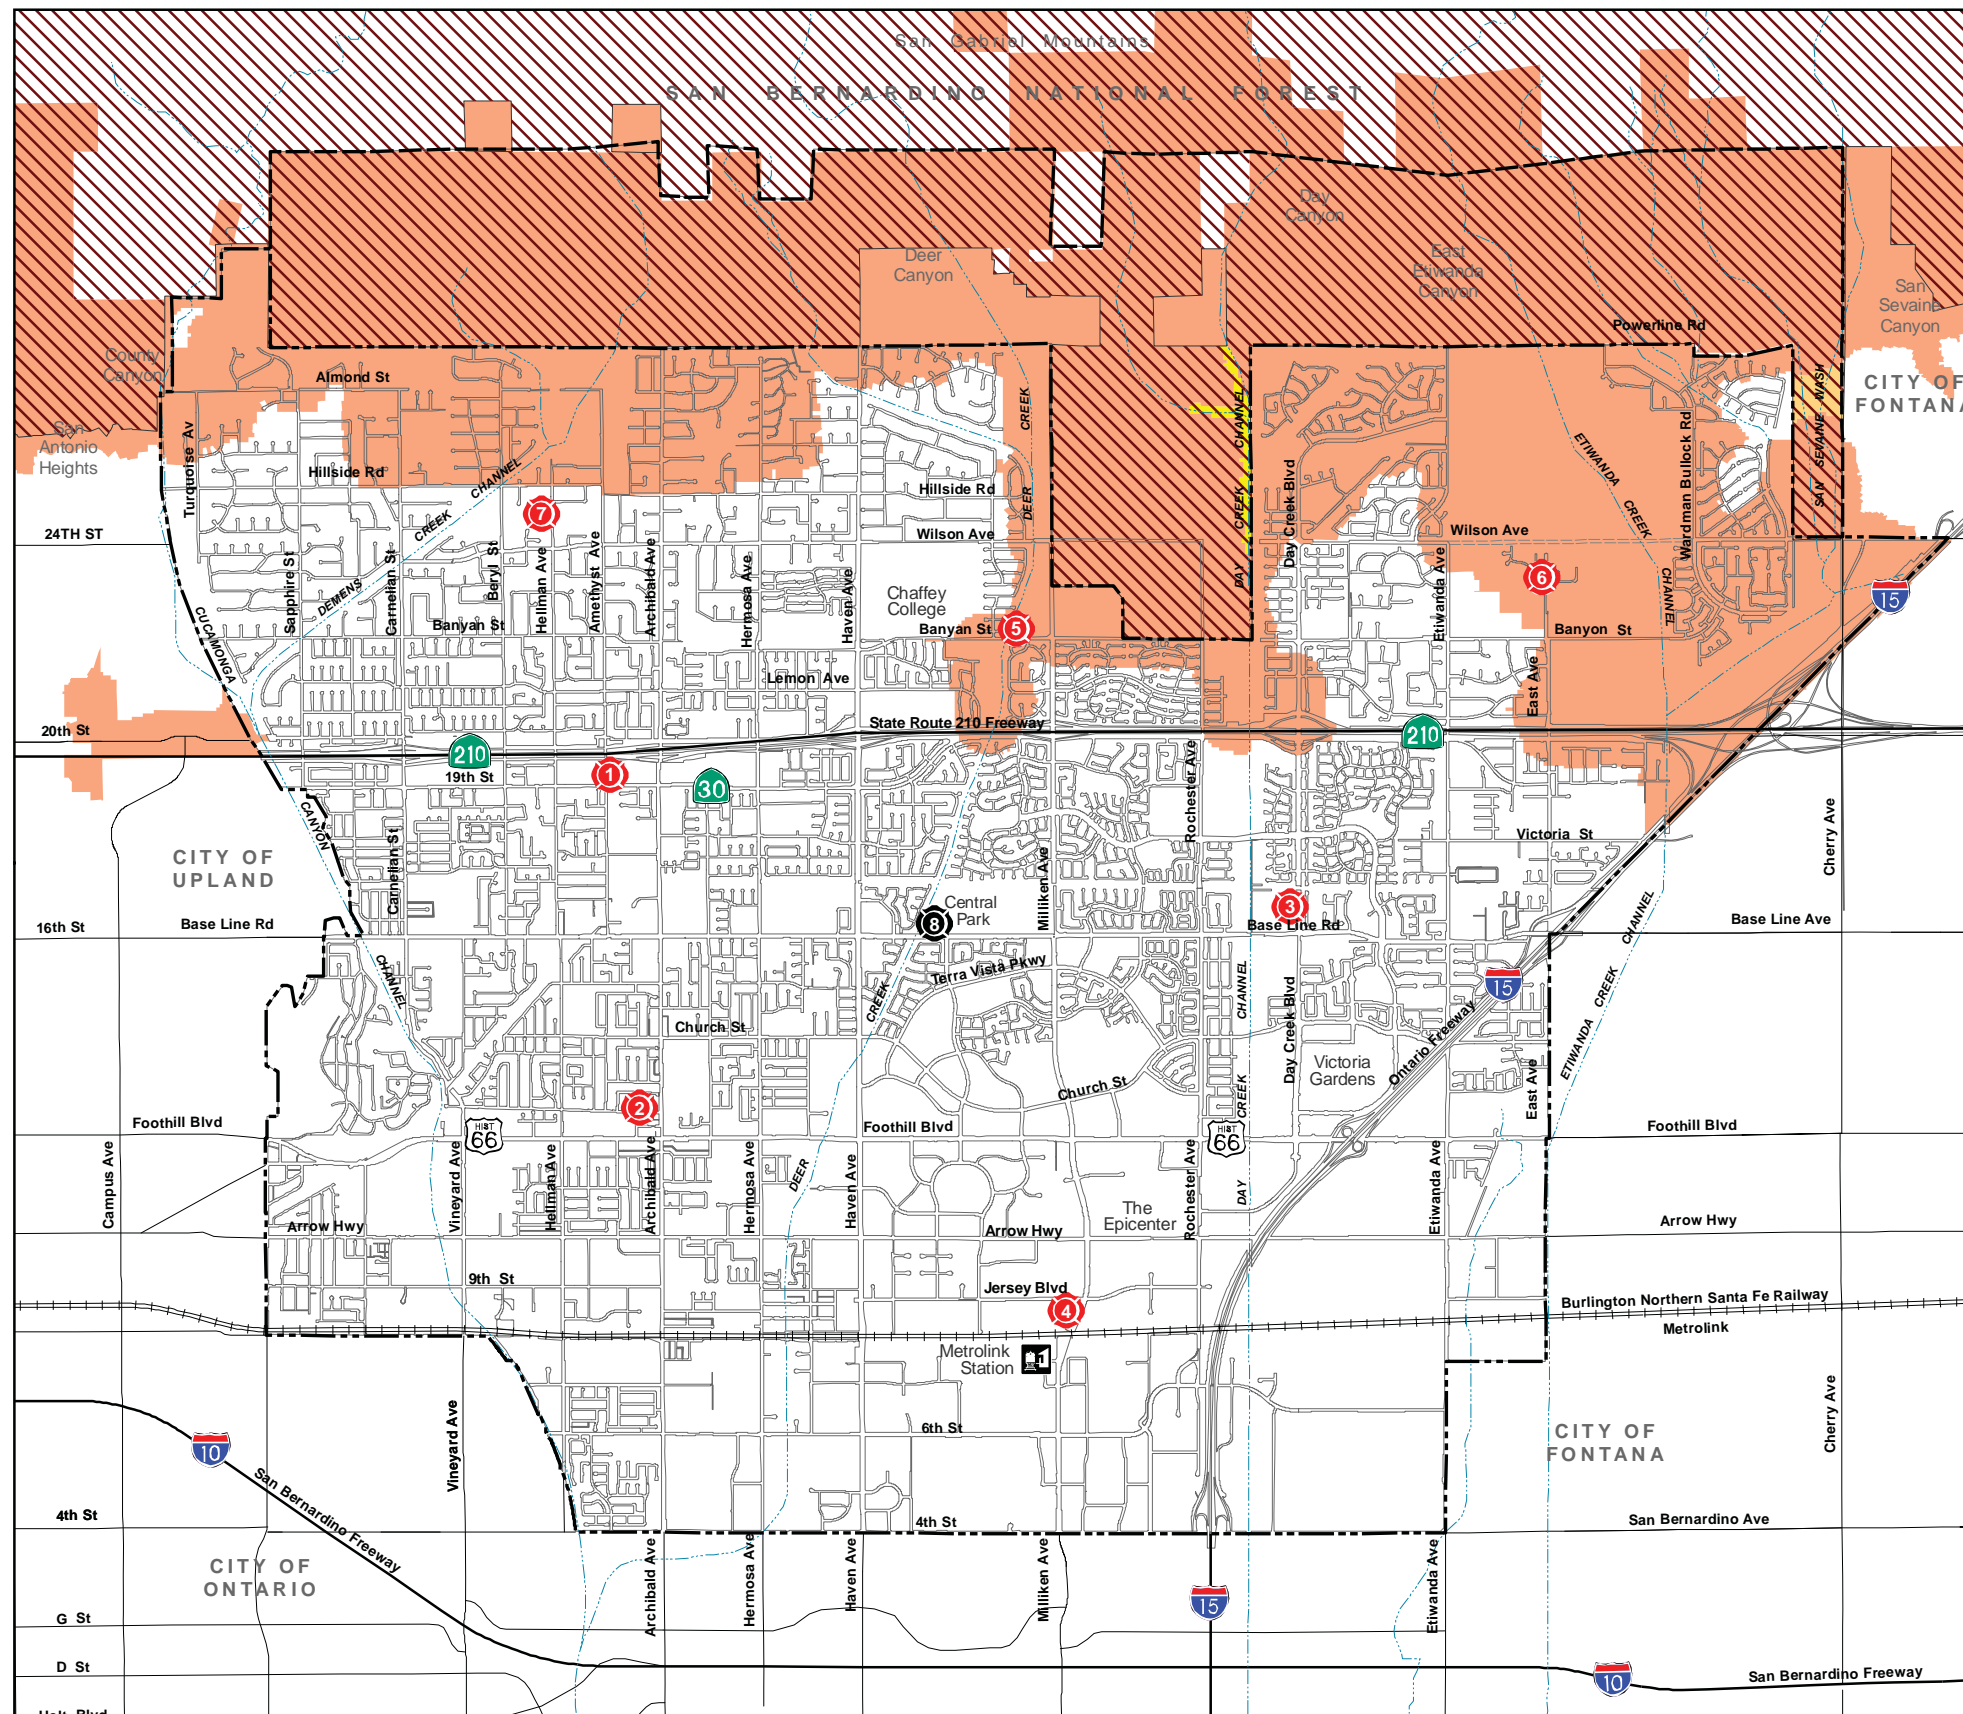 San Gabriel Mountains
SAN BERNARDINO NATIONAL FOREST
Day
Canyon
Deer
Canyon
East
Etiwanda
Canyon
San
Sevaine
Canyon
Powerline Rd
County
Canyon
Almond St
CITY OF
FONTANA
SAN SEVAINE WASH
San
Antonio
Heights
Turquoise Av
Hillside Rd
CREEK
DEER
CHANNEL
CREEK
DAY
Day Creek Blvd
ETIWANDA
CREEK
CHANNEL
Wardman Bullock Rd
CHANNEL
CREEK
DEMENS
7
Hillside Rd
24TH ST
Wilson Ave
Wilson Ave
Sapphire St
Carnelian St
Beryl St
Hellman Ave
Amethyst Ave
Archibald Ave
Hermosa Ave
Haven Ave
Etiwanda Ave
6
15
Chaffey
College
CUCAMONGA
Banyan St
Banyan St
5
Banyon St
Lemon Ave
East Ave
20th St
State Route 210 Freeway
210
210
19th St
1
30
Rochester Ave
CANYON
Carnelian St
Victoria St
Cherry Ave
CITY OF
UPLAND
Milliken Ave
16th St
Base Line Rd
8
Central
Park
3
Base Line Rd
Base Line Ave
CHANNEL
CHANNEL
Terra Vista Pkwy
CREEK
CHANNEL
Day Creek Blvd
15
ETIWANDA CREEK
Church St
Ontario Freeway
Victoria
Gardens
Church St
CREEK
East Ave
2
Foothill Blvd
HIST
66
Foothill Blvd
HIST
66
Foothill Blvd
Campus Ave
Vineyard Ave
Hellman Ave
Archibald Ave
Hermosa Ave
DEER
Haven Ave
Rochester Ave
DAY
Etiwanda Ave
The
Epicenter
Arrow Hwy
Arrow Hwy
Arrow Hwy
9th St
Jersey Blvd
4
Burlington Northern Santa Fe Railway
Metrolink
Metrolink
Station
Vineyard Ave
6th St
Cherry Ave
CITY OF
FONTANA
10
San Bernardino Freeway
4th St
4th St
San Bernardino Ave
CITY OF
ONTARIO
Archibald Ave
Hermosa Ave
Haven Ave
Milliken Ave
15
Etiwanda Ave
G St
D St
10
San Bernardino Freeway